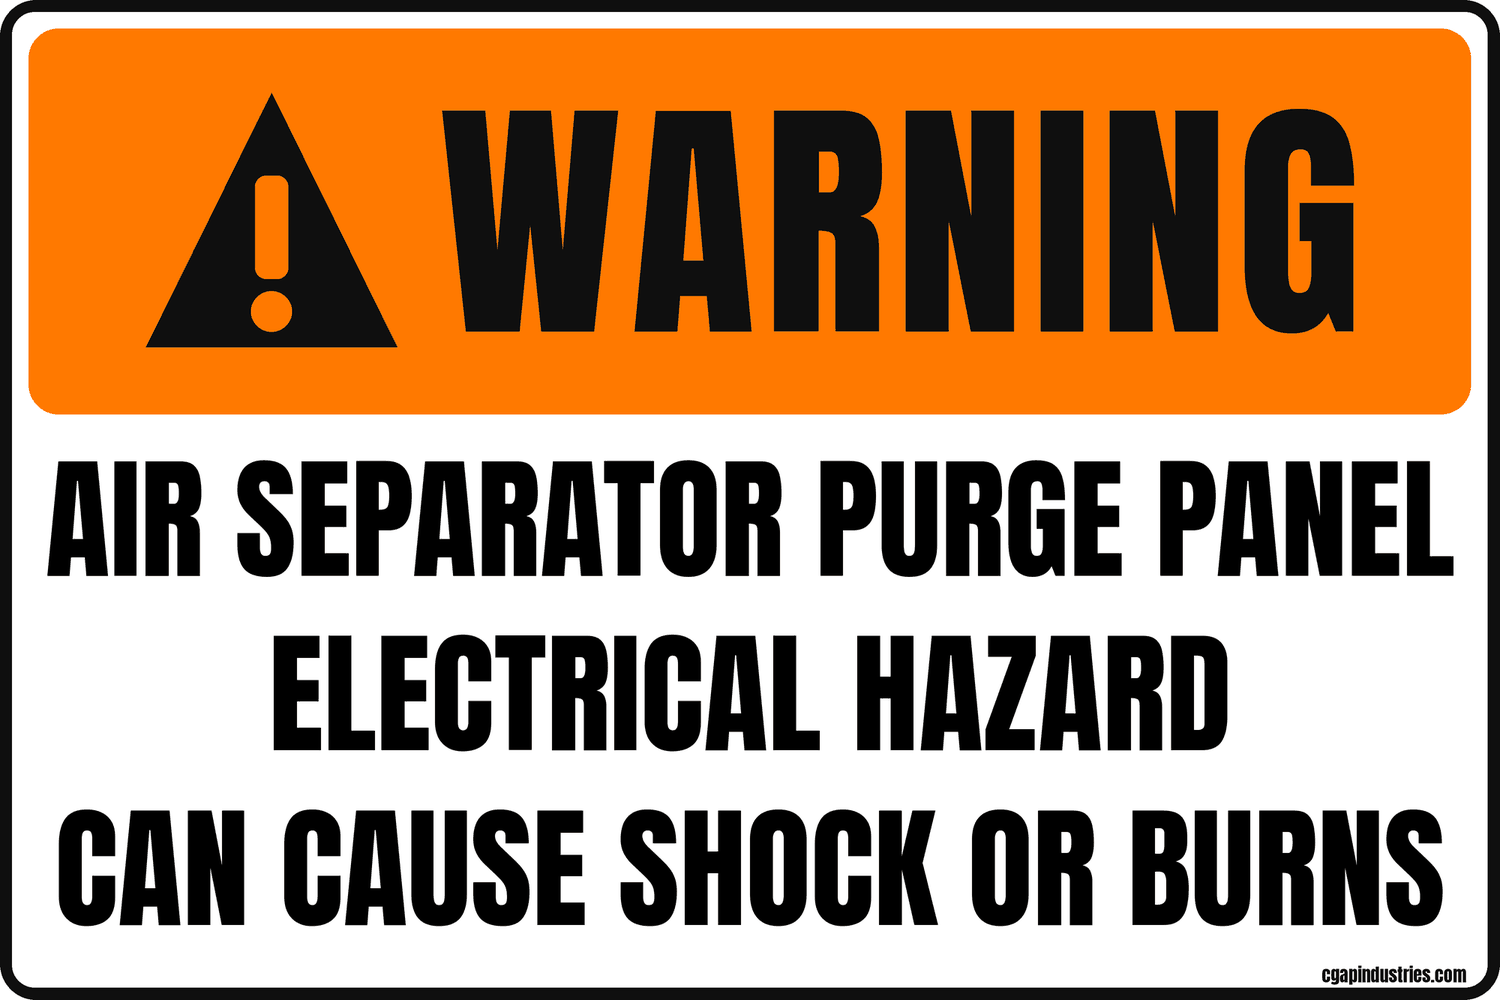 WARNING
AIR SEPARATOR PURGE PANEL
ELECTRICAL HAZARD
CAN CAUSE SHOCK OR BURNS
cgapindustries.com